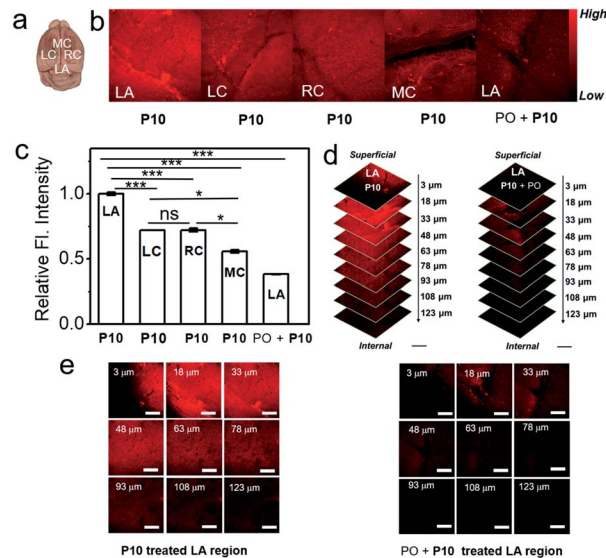 a
MC
LC RC
LA
b
LA LC RC MC LA
High
Low
P10 P10 P10 P10 PO + P10
c
Relative Fl. Intensity
1.0
0.5
0.0
***
***
***
***
*
ns
*
LA
LC
RC
MC
LA
P10 P10 P10 P10 PO + P10
d
Superficial
LA
P10
3 μm
18 μm
33 μm
48 μm
63 μm
78 μm
93 μm
108 μm
123 μm
Internal
Superficial
LA
P10 + PO
3 μm
18 μm
33 μm
48 μm
63 μm
78 μm
93 μm
108 μm
123 μm
Internal
e
3 μm 18 μm 33 μm
48 μm 63 μm 78 μm
93 μm 108 μm 123 μm
P10 treated LA region
3 μm 18 μm 33 μm
48 μm 63 μm 78 μm
93 μm 108 μm 123 μm
PO + P10 treated LA region